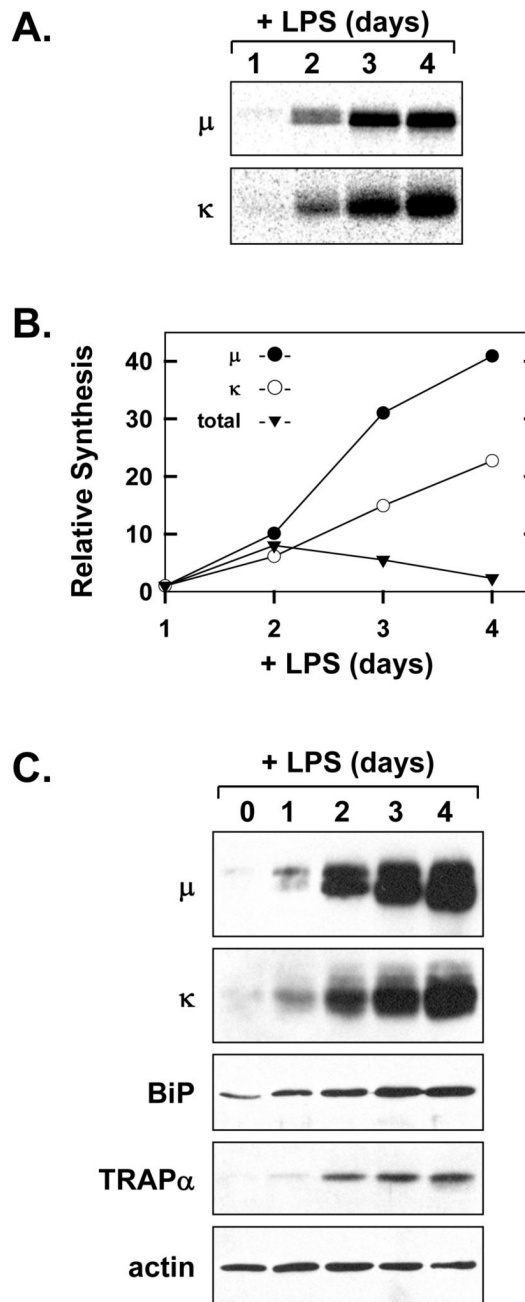 A.
+ LPS (days)
1 2 3 4
μ
κ
B.
Relative Synthesis
40
30
20
10
0
μ -●-
κ -○-
total -▼-
1 2 3 4
+ LPS (days)
C.
+ LPS (days)
0 1 2 3 4
μ
κ
BiP
TRAPα
actin